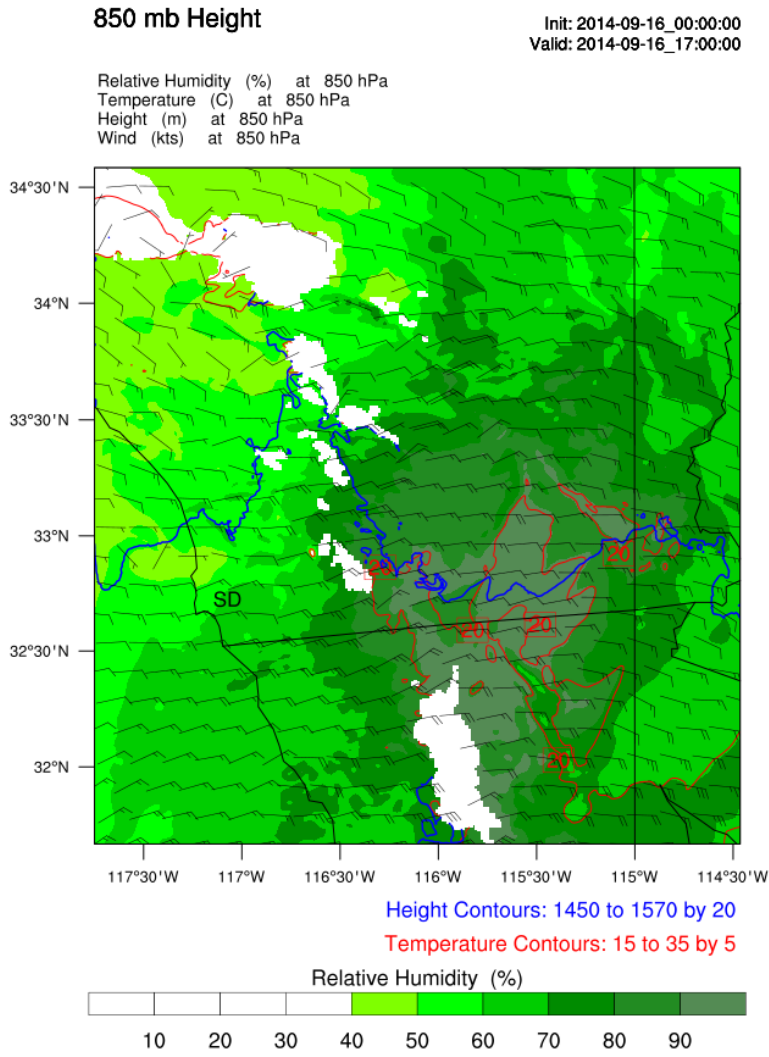 850 mb Height
Init: 2014-09-16_00:00:00
Valid: 2014-09-16_17:00:00
Relative Humidity (%) at 850 hPa
Temperature (C) at 850 hPa
Height (m) at 850 hPa
Wind (kts) at 850 hPa
34°30'N
34°N
33°30'N
33°N
20
20
SD
20
20
32°30'N
32°N
20
117°30'W 117°W 116°30'W 116°W 115°30'W 115°W 114°30'W
Height Contours: 1450 to 1570 by 20
Temperature Contours: 15 to 35 by 5
Relative Humidity (%)
10 20 30 40 50 60 70 80 90